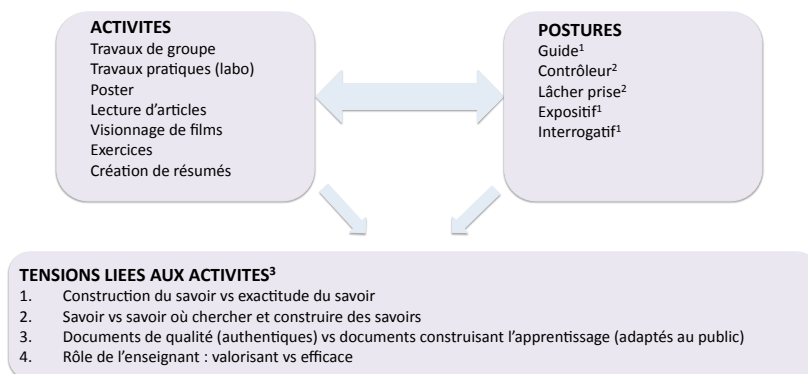 ACTIVITES
Travaux de groupe
Travaux pratiques (labo)
Poster
Lecture d’articles
Visionnage de films
Exercices
Création de résumés
POSTURES
Guide¹
Contrôleur²
Lâcher prise²
Expositif¹
Interrogatif¹
TENSIONS LIEES AUX ACTIVITES³
1. Construction du savoir vs exactitude du savoir
2. Savoir vs savoir où chercher et construire des savoirs
3. Documents de qualité (authentiques) vs documents construisant l’apprentissage (adaptés au public)
4. Rôle de l’enseignant : valorisant vs efficace